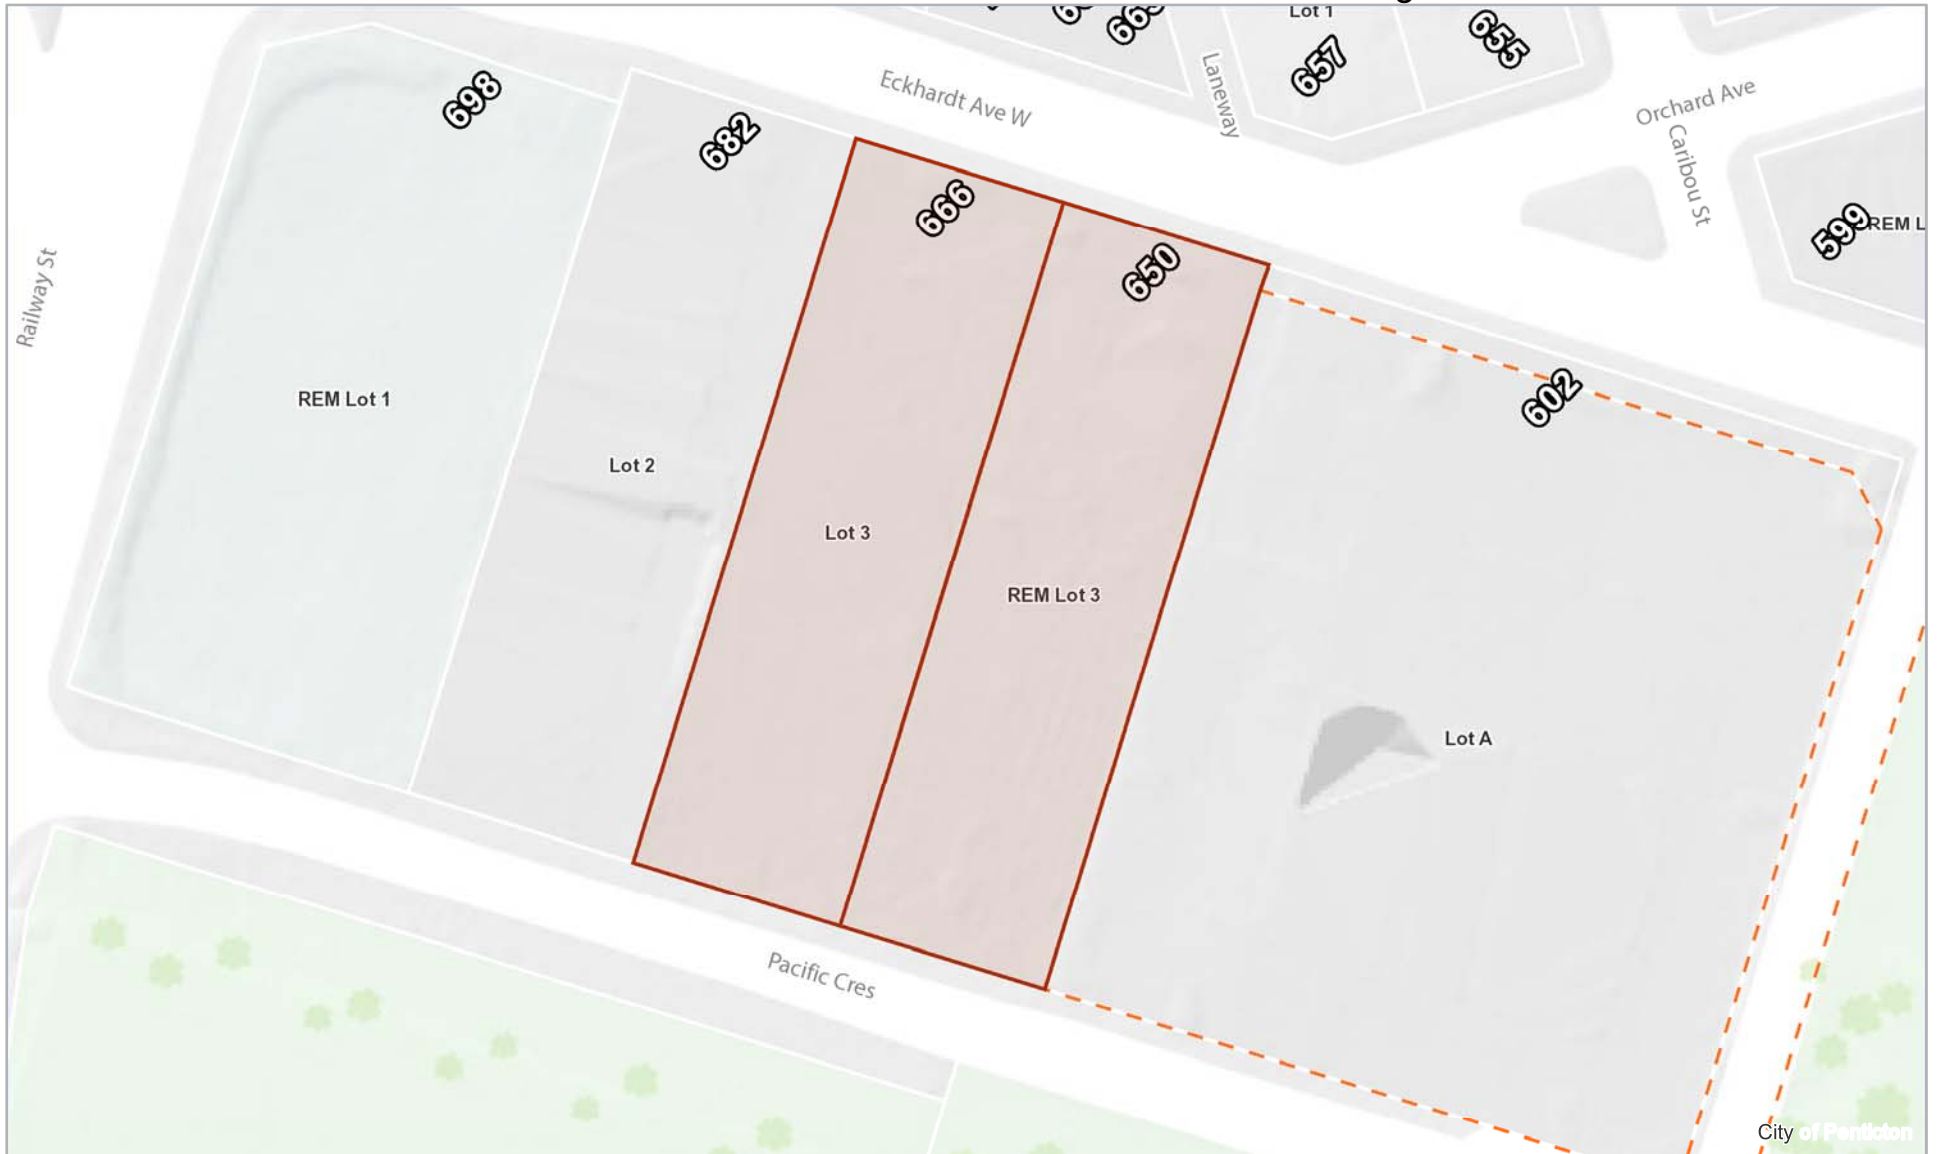 Lot 1
657
655
Laneway
Eckhardt Ave W
Orchard Ave
Caribou St
698
682
666
650
599
REM L
Railway St
602
REM Lot 1
Lot 2
Lot 3
REM Lot 3
Lot A
Pacific Cres
City of Penticton